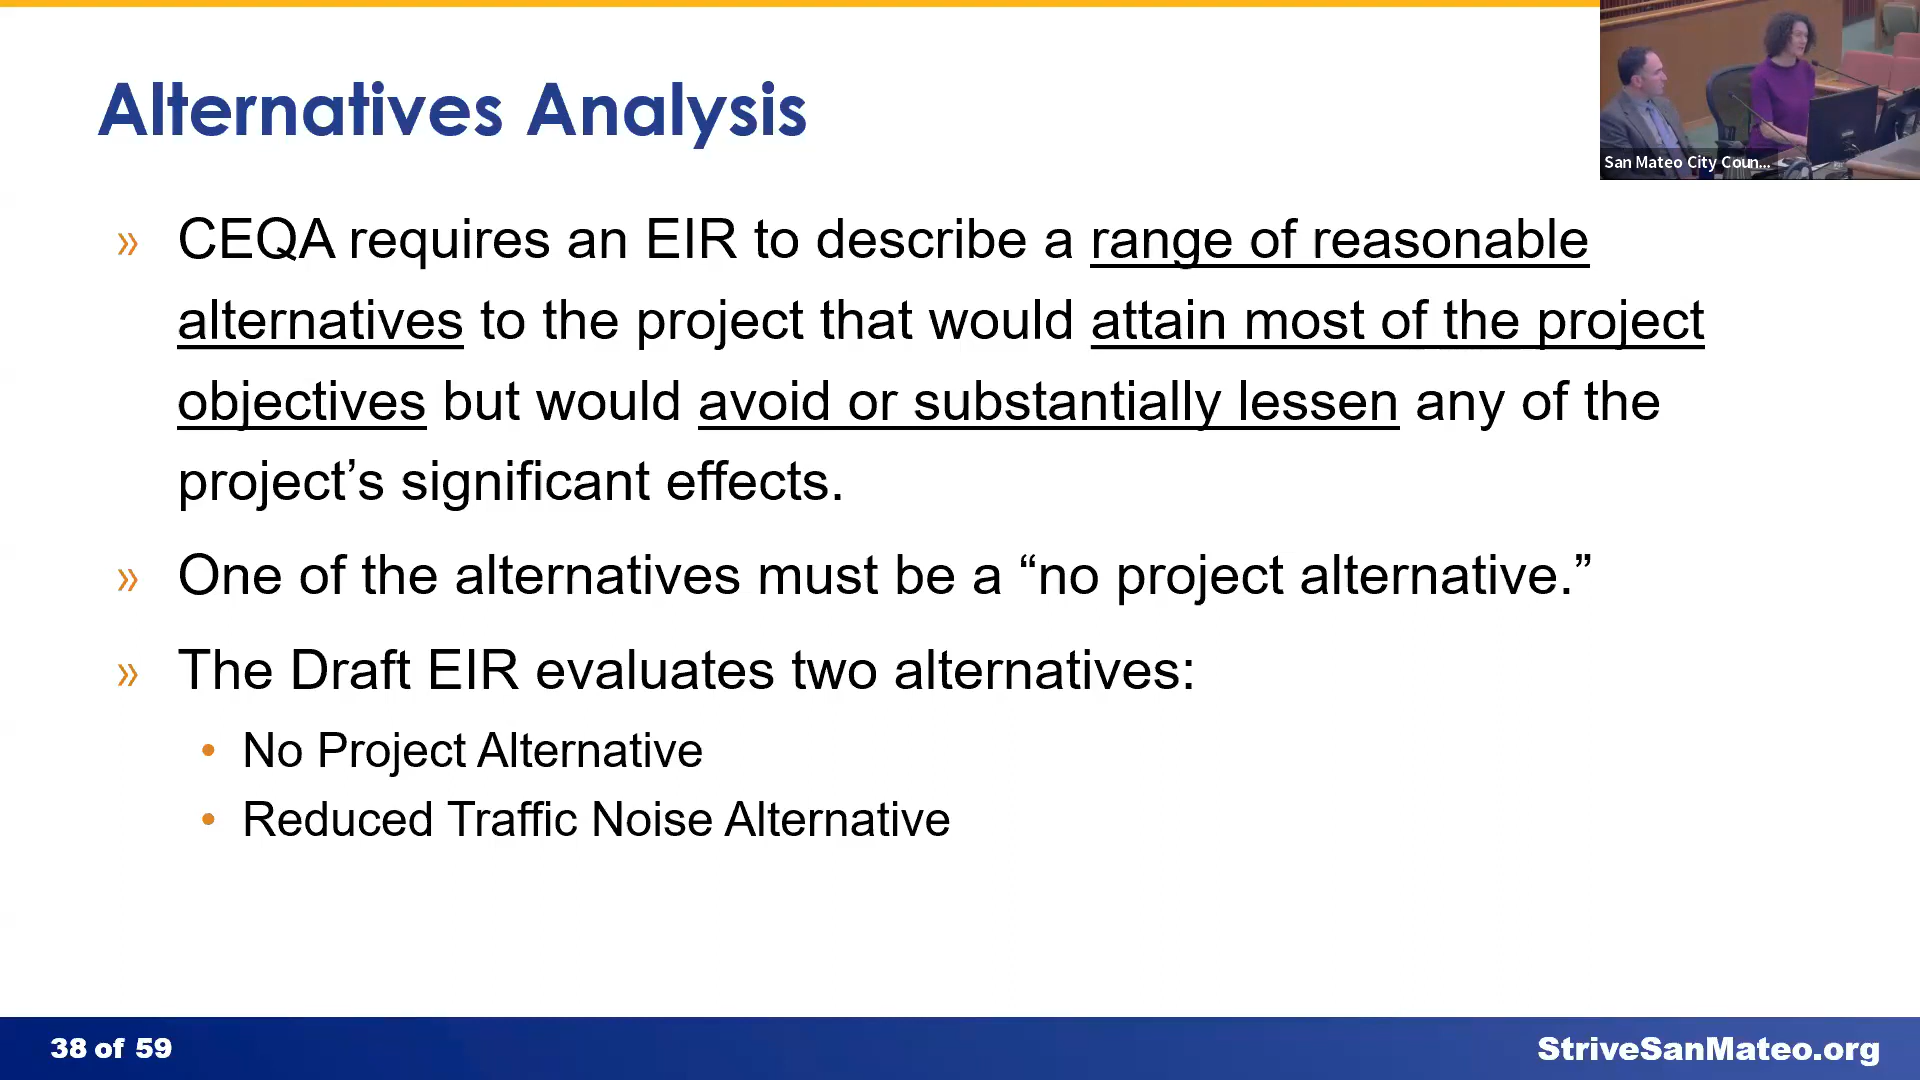 Alternatives Analysis
San Mateo City Coun...
» CEQA requires an EIR to describe a range of reasonable
alternatives to the project that would attain most of the project
objectives but would avoid or substantially lessen any of the
project’s significant effects.
» One of the alternatives must be a “no project alternative.”
» The Draft EIR evaluates two alternatives:
• No Project Alternative
• Reduced Traffic Noise Alternative
38 of 59
StriveSanMateo.org